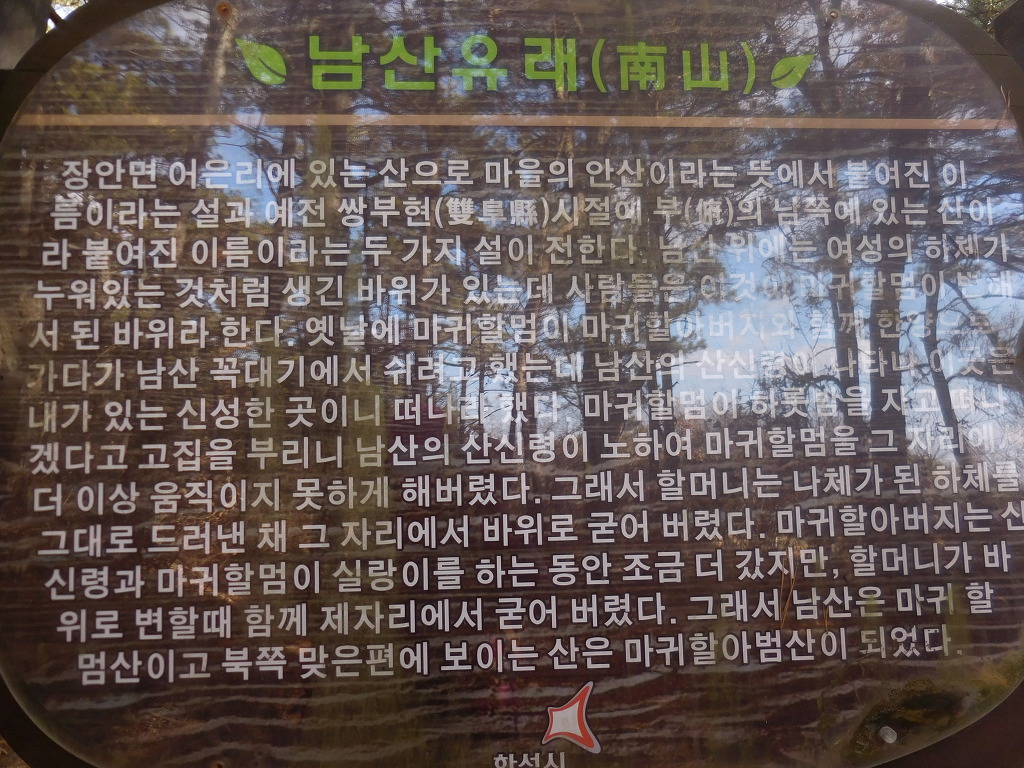 남산유래(南山)
장안면 어은리에 있는 산으로 마을의 안산이라는 뜻에서 붙여진 이
름이라는 설과 예전 쌍부현(雙阜縣)시절에 부(俯)의 남쪽에 있는 산이
라 붙여진 이름이라는 두 가지 설이 전한다. 남산 위에는 여성의 하체가
누워있는 것처럼 생긴 바위가 있는데 사람들은 이것이 마귀할멈이 변해
서 된 바위라 한다. 옛날에 마귀할멈이 마귀할아버지와 함께 한양으로
가다가 남산 꼭대기에서 쉬려고 했는데 남산의 산신령이 나타나 이곳은
내가 있는 신성한 곳이니 떠나라 했다. 마귀할멈이 하룻밤을 자고 떠나
겠다고 고집을 부리니 남산의 산신령이 노하여 마귀할멈을 그 자리에
더 이상 움직이지 못하게 해버렸다. 그래서 할머니는 나체가 된 하체를
그대로 드러낸 채 그 자리에서 바위로 굳어 버렸다. 마귀할아버지는 산
신령과 마귀할멈이 실랑이를 하는 동안 조금 더 갔지만, 할머니가 바
위로 변할때 함께 제자리에서 굳어 버렸다. 그래서 남산은 마귀 할
멈산이고 북쪽 맞은편에 보이는 산은 마귀할아범산이 되었다.
화성시